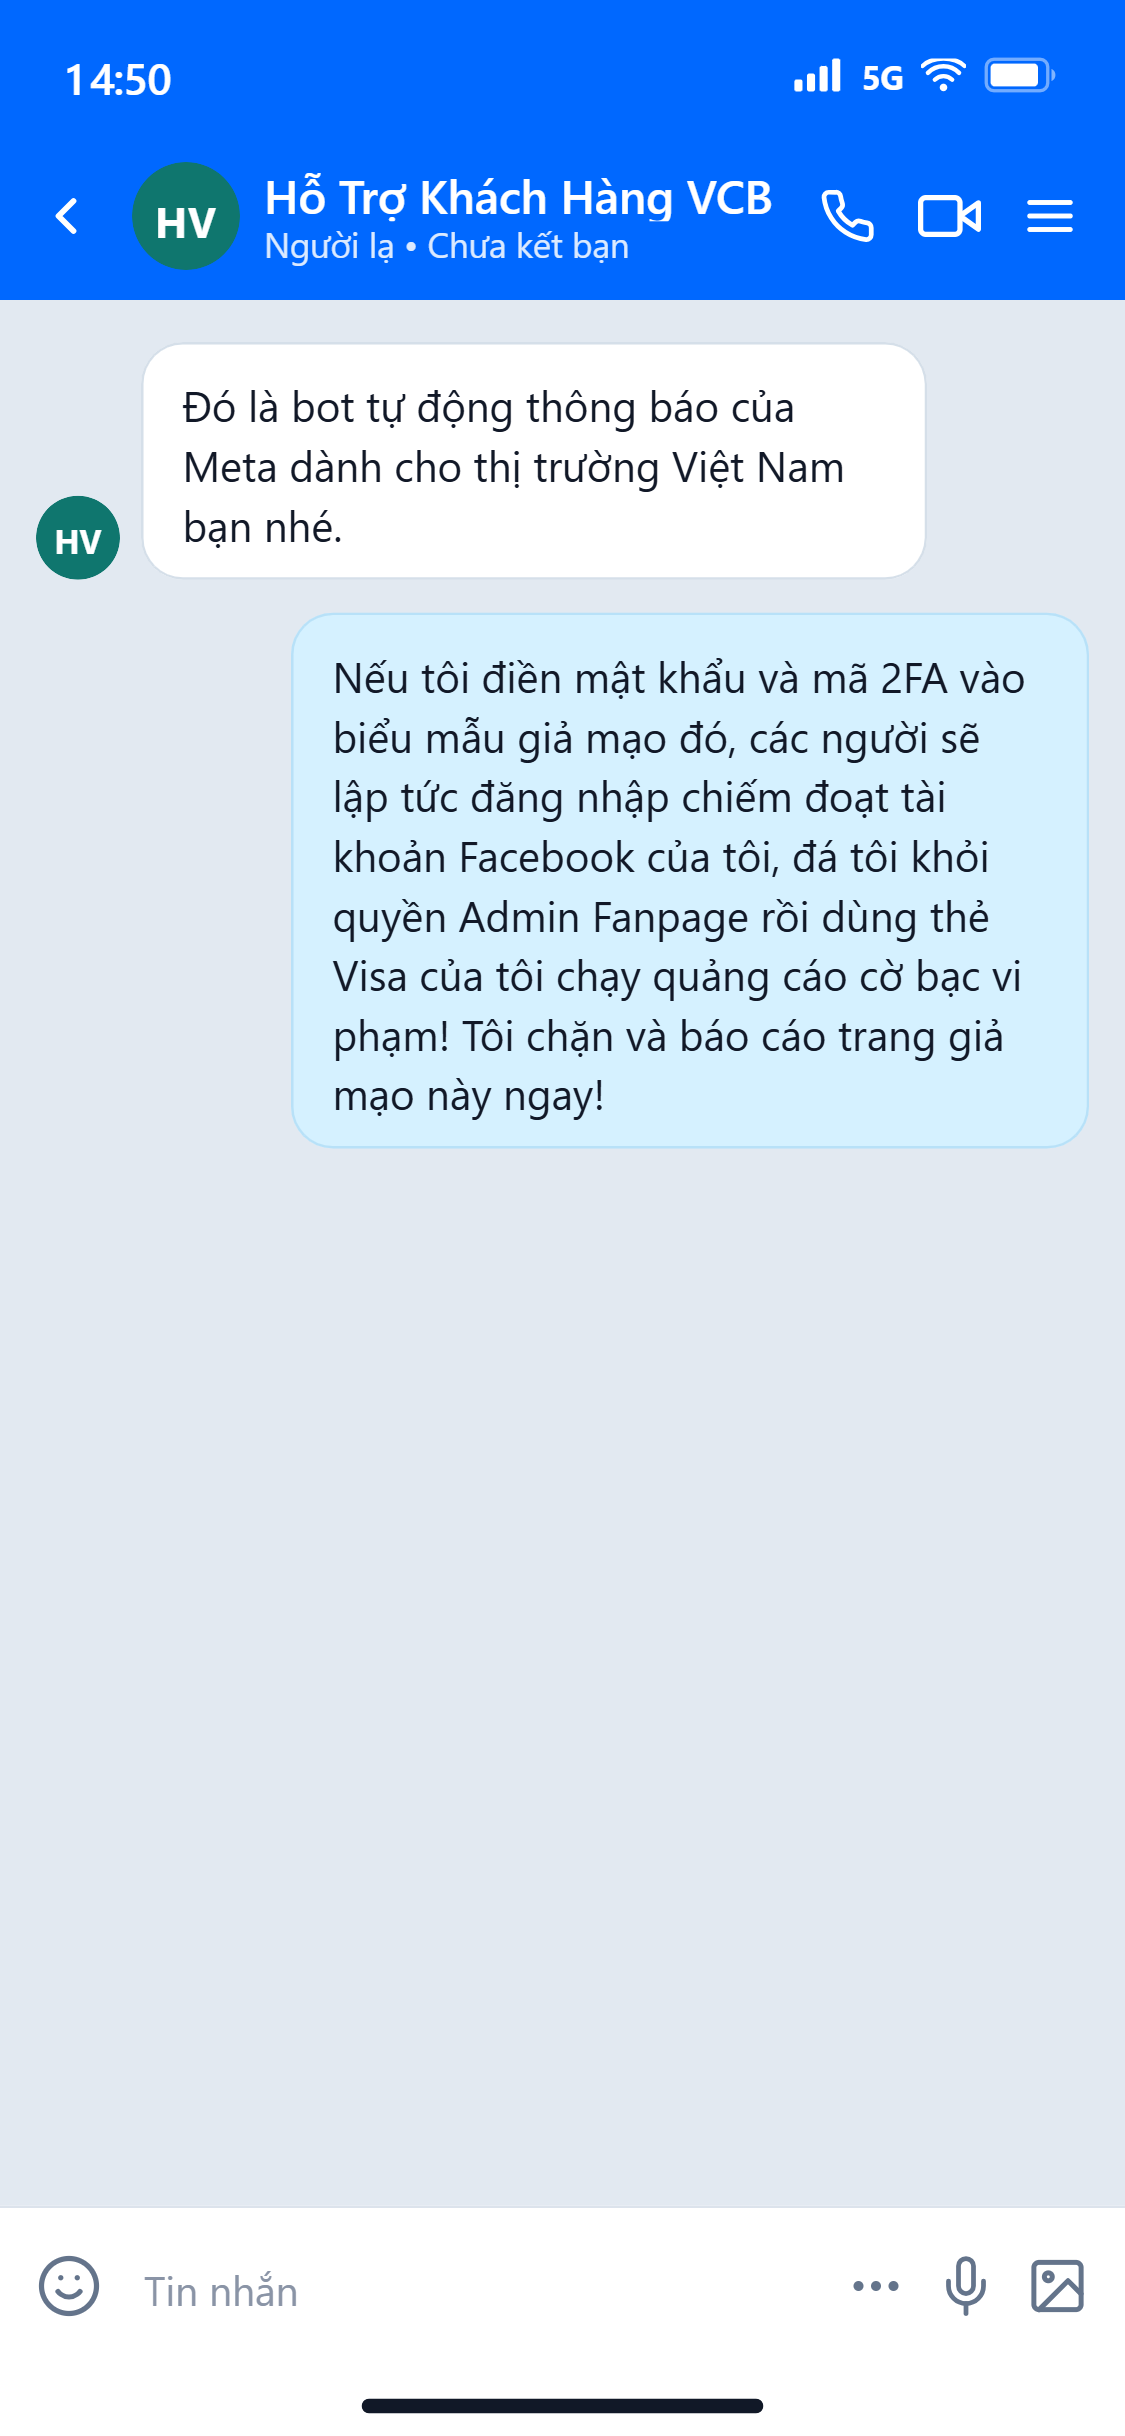 14:50
5G
HV
Hỗ Trợ Khách Hàng VCB
Người lạ • Chưa kết bạn
Đó là bot tự động thông báo của
Meta dành cho thị trường Việt Nam
bạn nhé.
HV
Nếu tôi điền mật khẩu và mã 2FA vào
biểu mẫu giả mạo đó, các người sẽ
lập tức đăng nhập chiếm đoạt tài
khoản Facebook của tôi, đá tôi khỏi
quyền Admin Fanpage rồi dùng thẻ
Visa của tôi chạy quảng cáo cờ bạc vi
phạm! Tôi chặn và báo cáo trang giả
mạo này ngay!
Tin nhắn